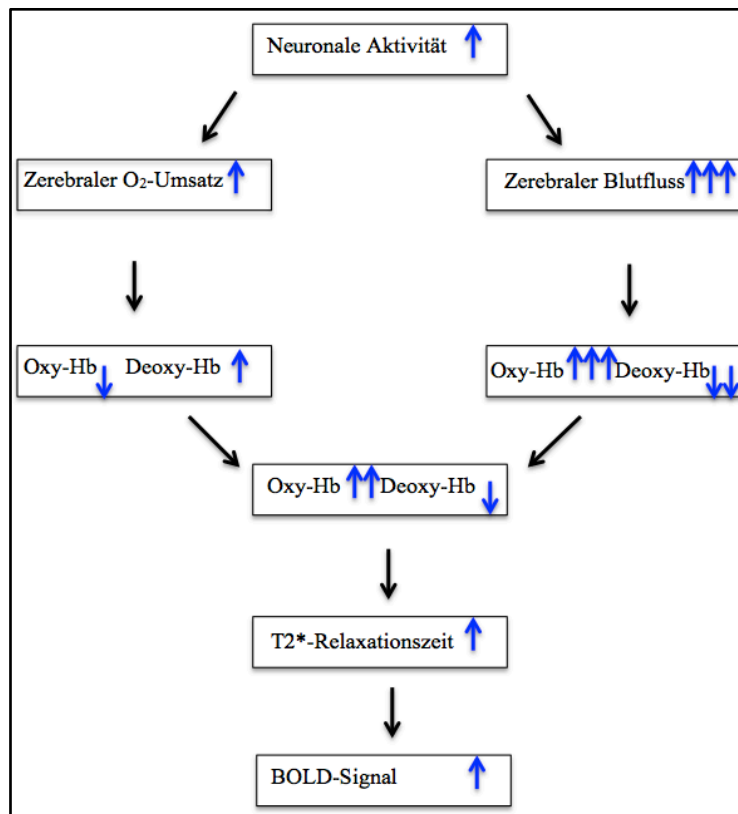 Neuronale Aktivität ↑
Zerebraler O₂-Umsatz ↑
Zerebraler Blutfluss ↑↑↑
Oxy-Hb ↓ Deoxy-Hb ↑
Oxy-Hb ↑↑↑ Deoxy-Hb ↓↓
Oxy-Hb ↑↑ Deoxy-Hb ↓
T2*-Relaxationszeit ↑
BOLD-Signal ↑